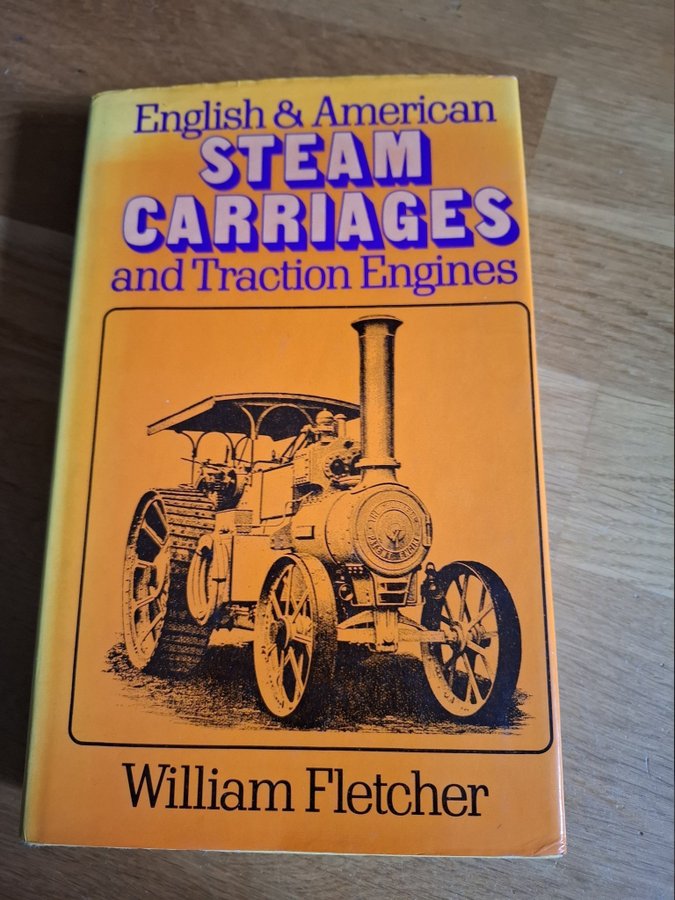 English & American
STEAM
CARRIAGES
and Traction Engines
William Fletcher